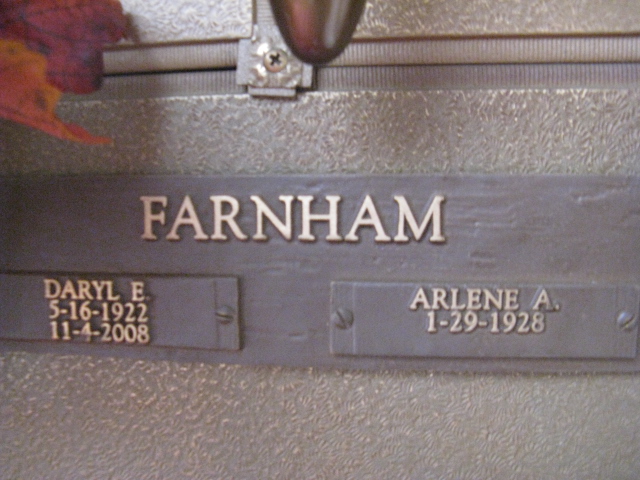 FARNHAM
DARYL E.
5-16-1922
11-4-2008
ARLENE A.
1-29-1928